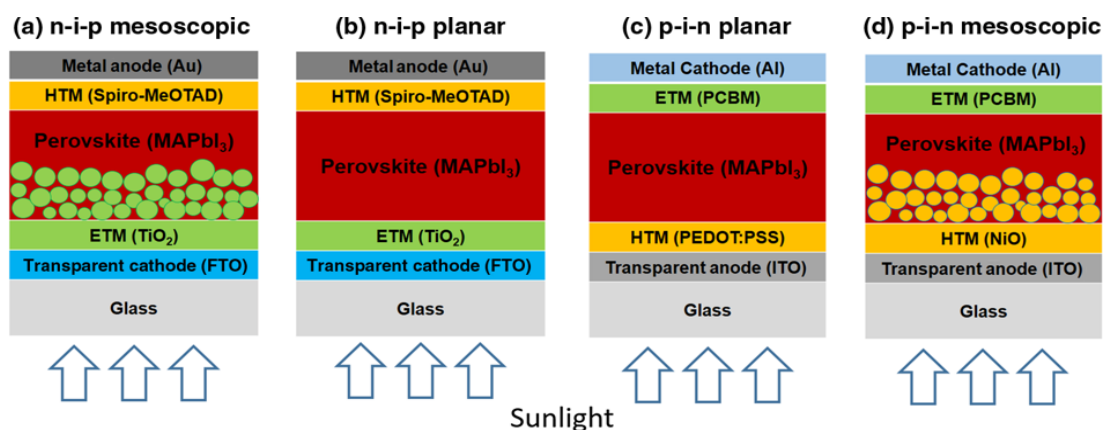 (a) n-i-p mesoscopic
Metal anode (Au)
HTM (Spiro-MeOTAD)
Perovskite (MAPbI₃)
ETM (TiO₂)
Transparent cathode (FTO)
Glass
(b) n-i-p planar
Metal anode (Au)
HTM (Spiro-MeOTAD)
Perovskite (MAPbI₃)
ETM (TiO₂)
Transparent cathode (FTO)
Glass
(c) p-i-n planar
Metal Cathode (Al)
ETM (PCBM)
Perovskite (MAPbI₃)
HTM (PEDOT:PSS)
Transparent anode (ITO)
Glass
(d) p-i-n mesoscopic
Metal Cathode (Al)
ETM (PCBM)
Perovskite (MAPbI₃)
HTM (NiO)
Transparent anode (ITO)
Glass
Sunlight